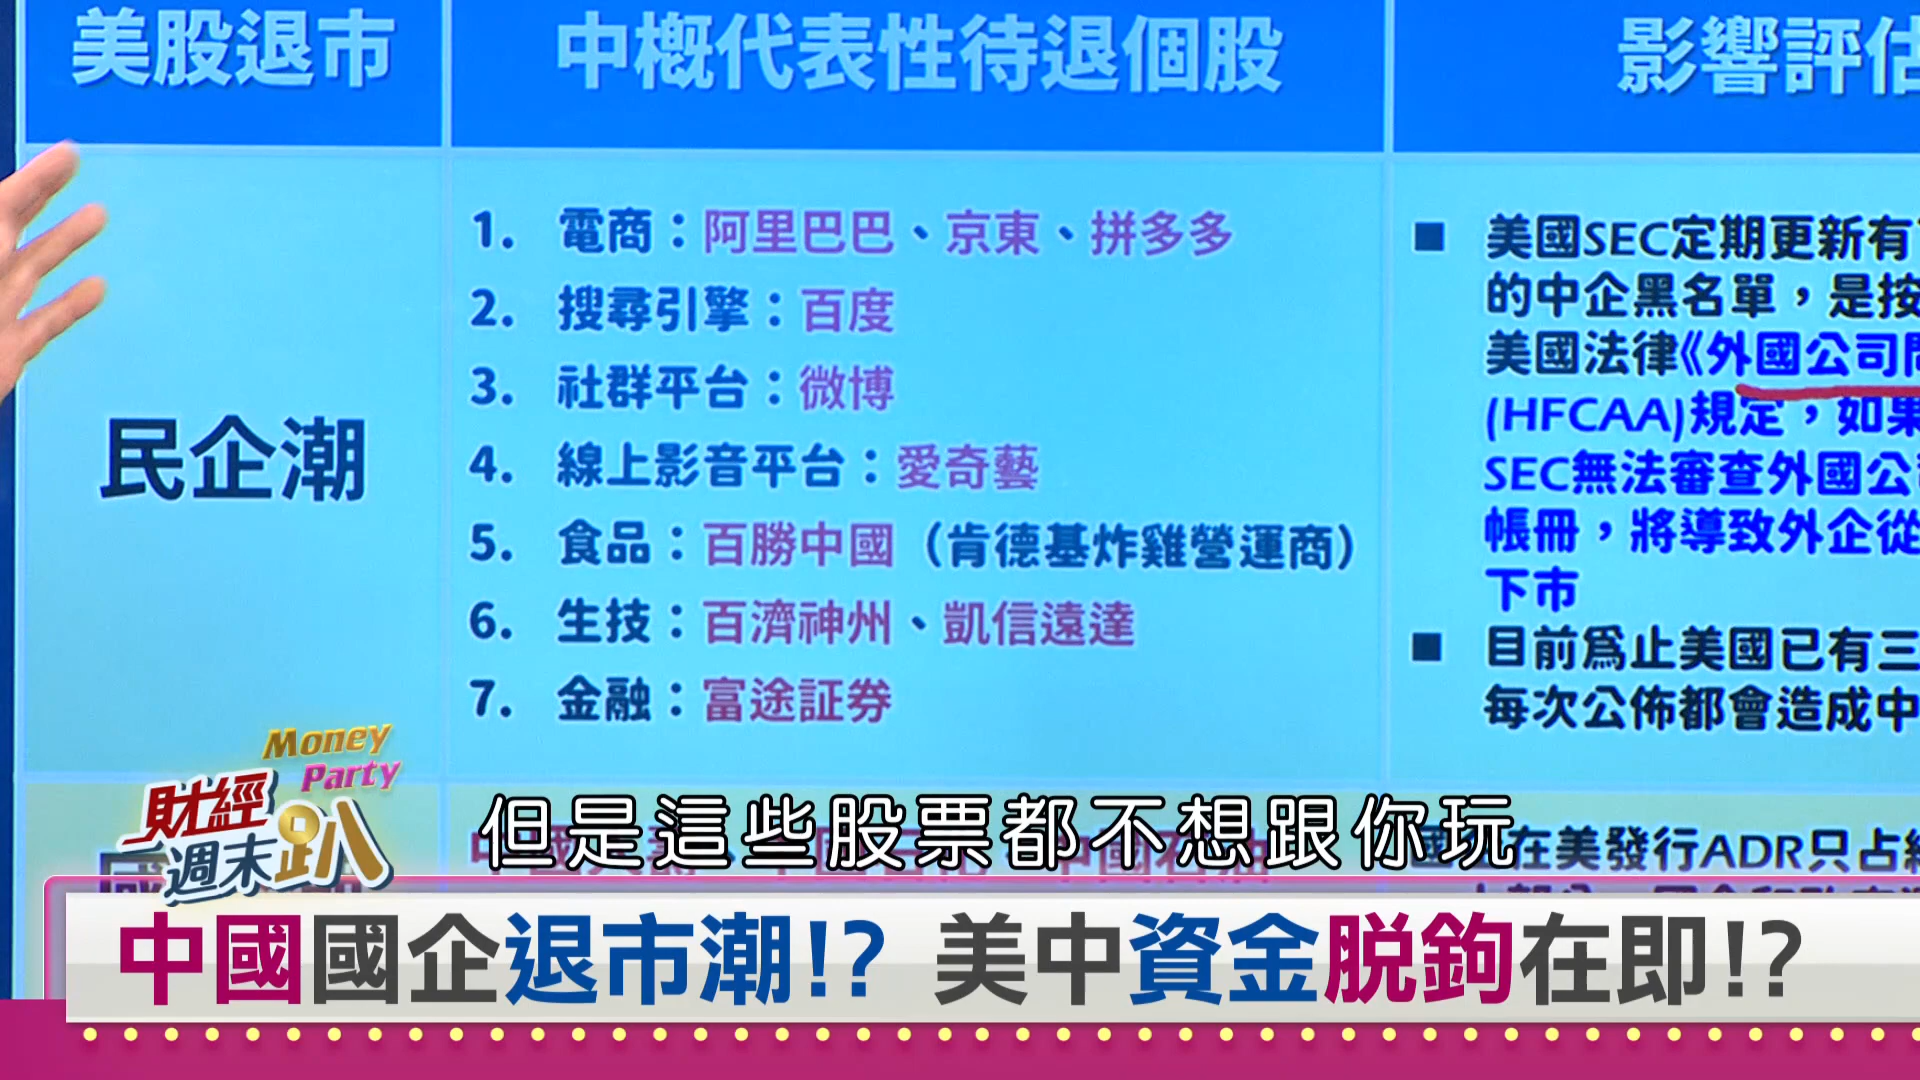 美股退市
中概代表性待退個股
影響評估
民企潮
1. 電商：阿里巴巴、京東、拼多多
2. 搜尋引擎：百度
3. 社群平台：微博
4. 線上影音平台：愛奇藝
5. 食品：百勝中國（肯德基炸雞營運商）
6. 生技：百濟神州、凱信遠達
7. 金融：富途証券
■ 美國SEC定期更新有
的中企黑名單，是按
美國法律《外國公司問
(HFCAA)規定，如果
SEC無法審查外國公司
帳冊，將導致外企從
下市
■ 目前爲止美國已有三
每次公佈都會造成中
在美發行ADR只占
Money
Party
財經
週末趴
但是這些股票都不想跟你玩
中國國企退市潮!? 美中資金脱鉤在即!?